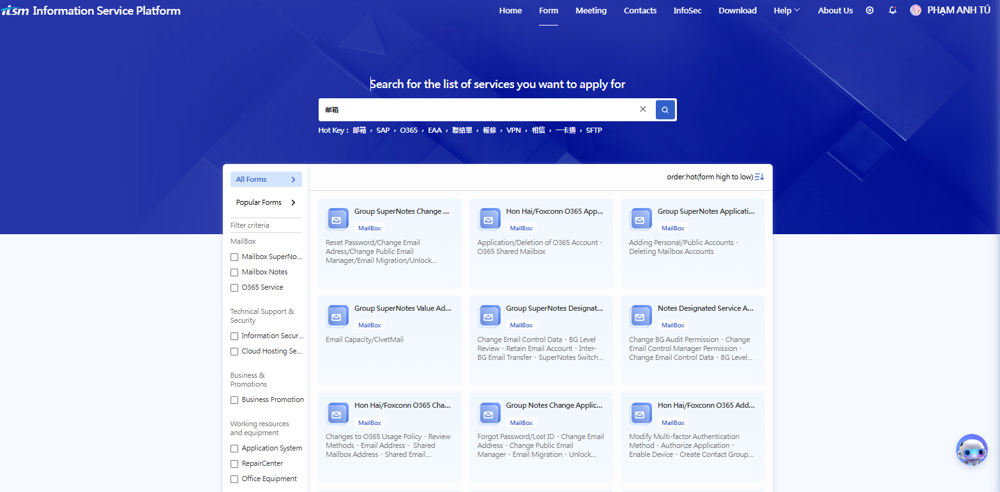 itsm Information Service Platform
Home Form Meeting Contacts InfoSec Download Help About Us PHẠM ANH TÚ
Search for the list of services you want to apply for
邮箱
Hot Key : 邮箱 , SAP , O365 , EAA , 聯絡單 , 報修 , VPN , 相信 , 一卡通 , SFTP
All Forms
Popular Forms
Filter criteria
MailBox
Mailbox SuperNo...
Mailbox Notes
O365 Service
Technical Support &
Security
Information Secur...
Cloud Hosting Se...
Business &
Promotions
Business Promotion
Working resources
and equipment
Application System
RepairCenter
Office Equipment
order:hot(form high to low)
Group SuperNotes Change ...
MailBox
Reset Password/Change Email
Adress/Change Public Email
Manager/Email Migration/Unlock...
Hon Hai/Foxconn O365 App...
MailBox
Application/Deletion of O365 Account、
O365 Shared Mailbox
Group SuperNotes Applicati...
MailBox
Adding Personal/Public Accounts、
Deleting Mailbox Accounts
Group SuperNotes Value Ad...
MailBox
Email Capacity/CivetMail
Group SuperNotes Designat...
MailBox
Change Email Control Data、BG Level
Review、Retain Email Account、Inter-
BG Email Transfer、SuperNotes Switch...
Notes Designated Service A...
MailBox
Change BG Audit Permission、Change
Email Control Manager Permission、
Change Email Control Data、BG Level...
Hon Hai/Foxconn O365 Cha...
MailBox
Changes to O365 Usage Policy、Review
Methods、Email Address、 Shared
Mailbox Address、Shared Email...
Group Notes Change Applic...
MailBox
Forgot Password/Lost ID、Change Email
Address、Change Public Email
Manager、Email Migration、Unlock...
Hon Hai/Foxconn O365 Add...
MailBox
Modify Multi-factor Authentication
Method、Authorize Application、
Enable Device、Create Contact Group...